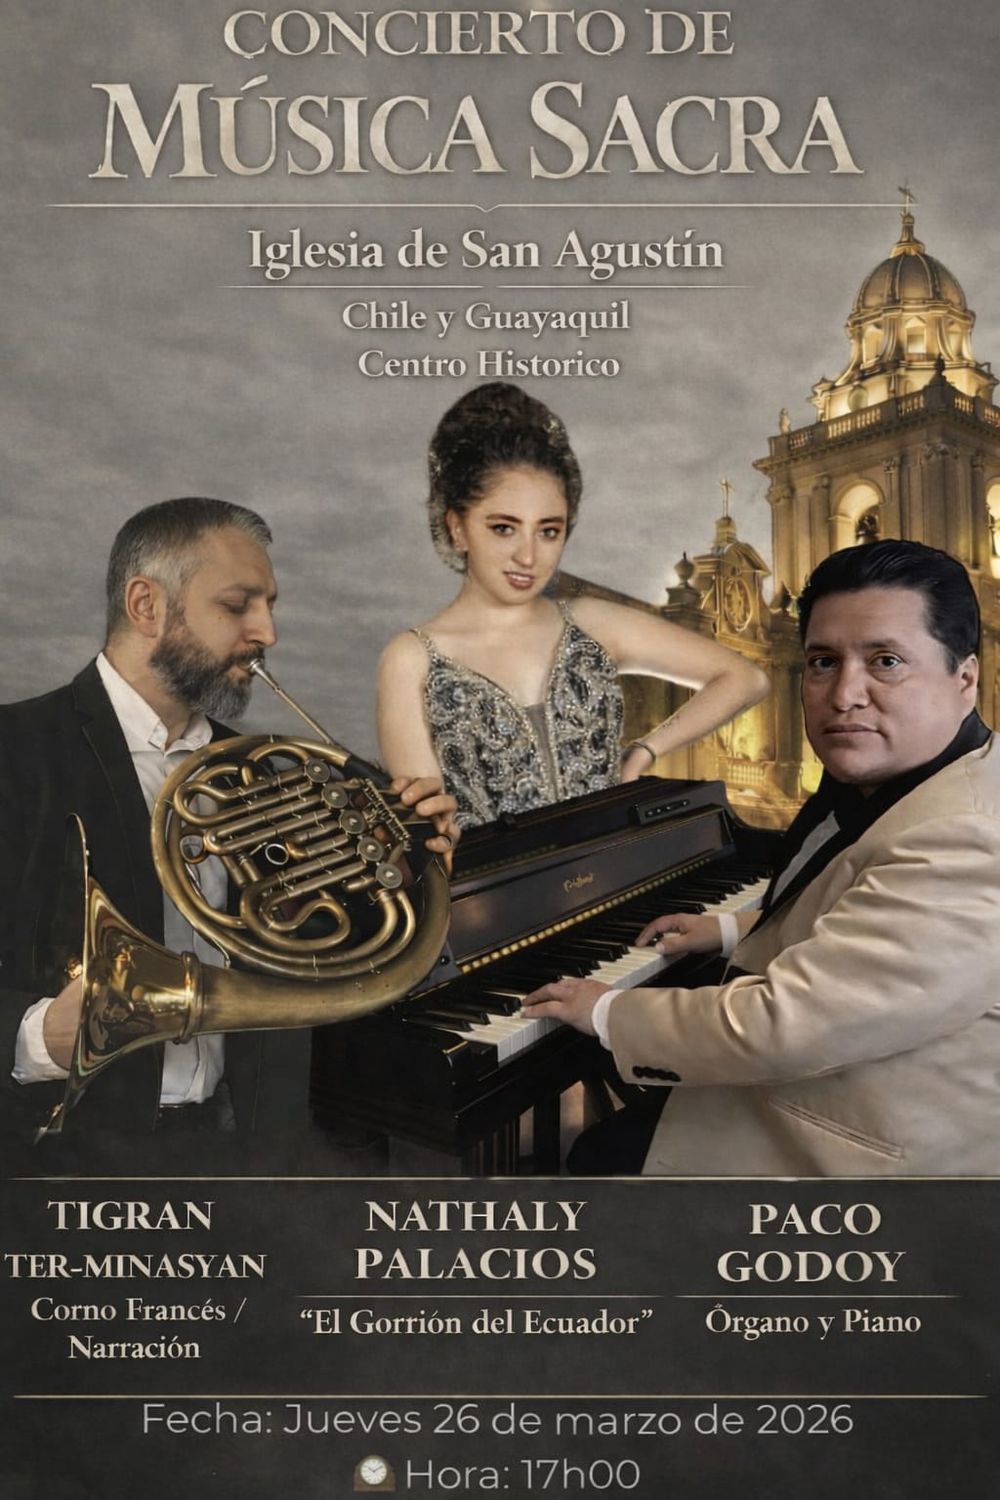 CONCIERTO DE
MÚSICA SACRA
Iglesia de San Agustín
Chile y Guayaquil
Centro Historico
TIGRAN
TER-MINASYAN
Corno Francés /
Narración
NATHALY
PALACIOS
“El Gorrión del Ecuador”
PACO
GODOY
Órgano y Piano
Fecha: Jueves 26 de marzo de 2026
Hora: 17h00